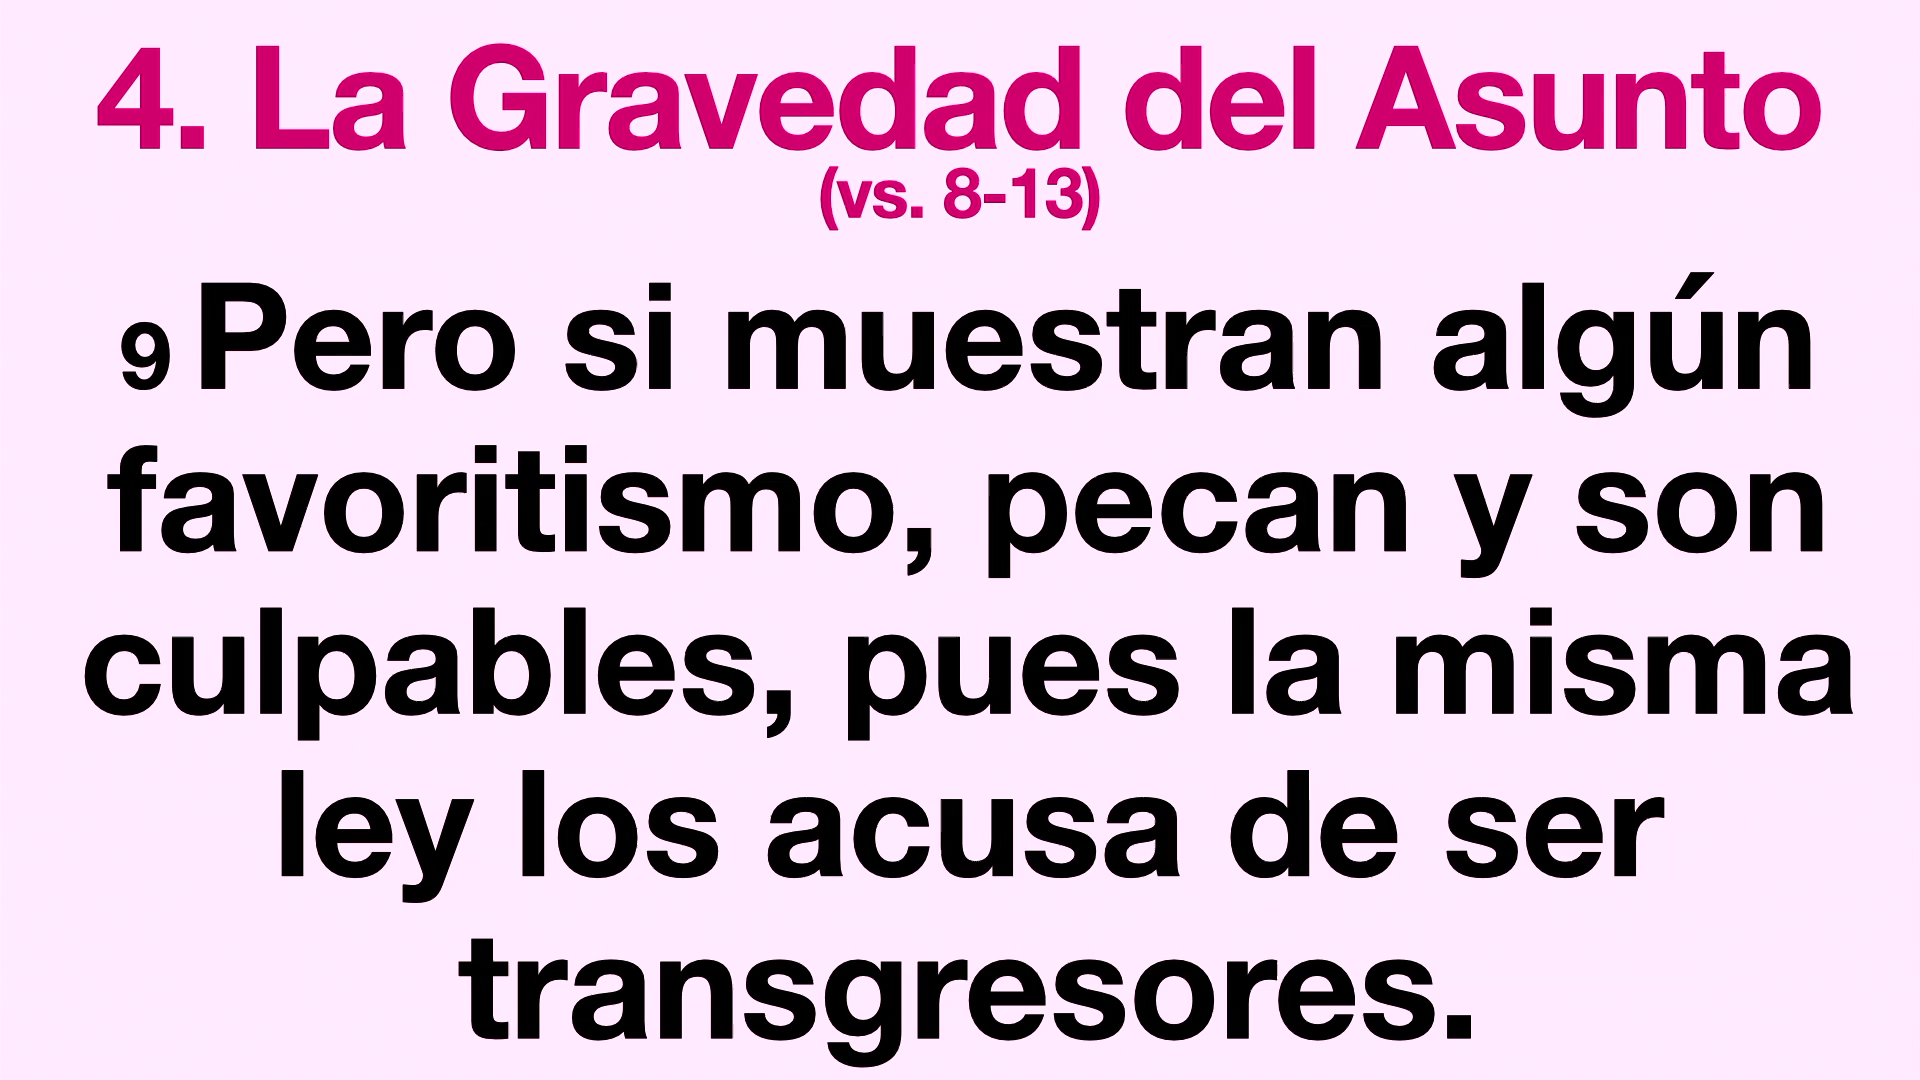 4. La Gravedad del Asunto
(vs. 8-13)
9 Pero si muestran algún
favoritismo, pecan y son
culpables, pues la misma
ley los acusa de ser
transgresores.